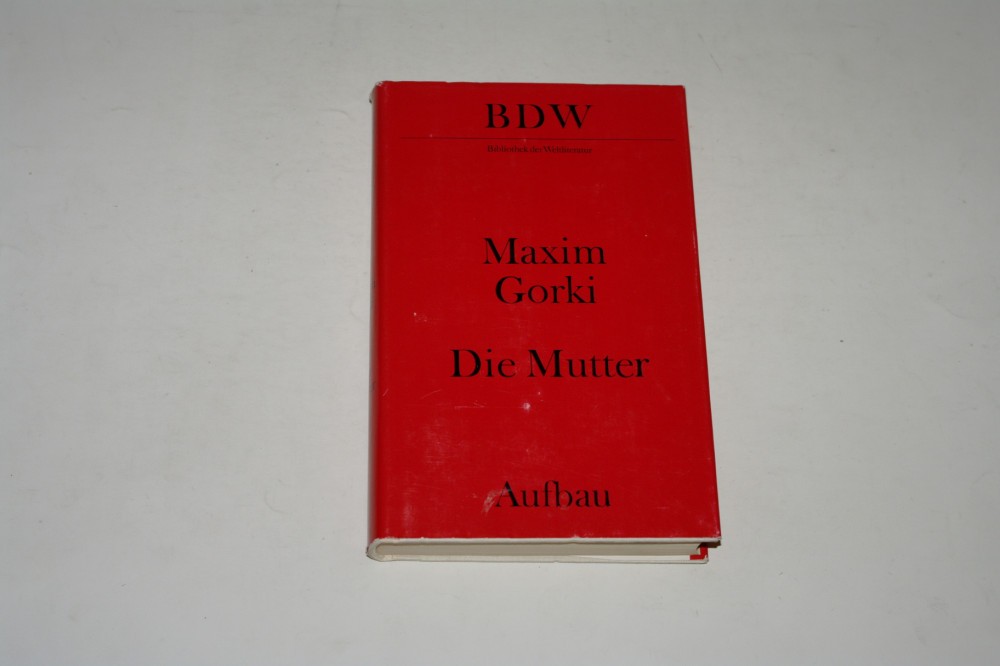 BDW
Bibliothek der Weltliteratur
Maxim
Gorki
Die Mutter
Aufbau